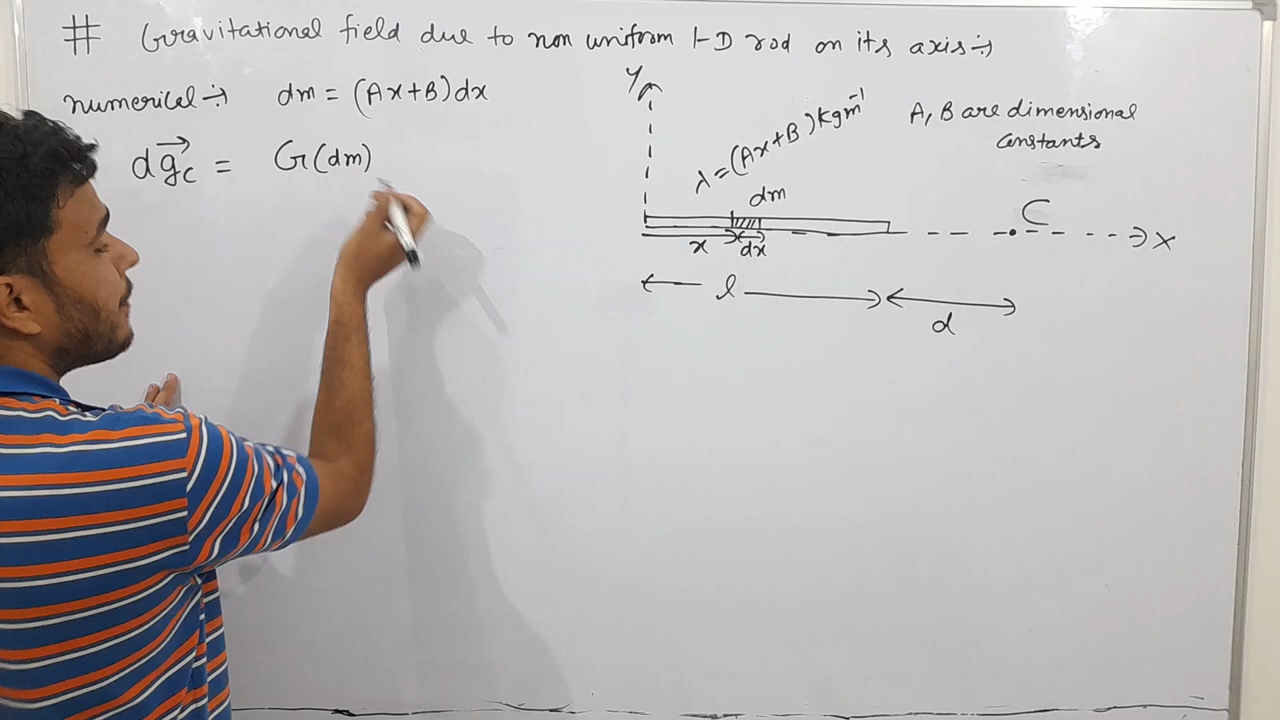 # Gravitational field due to non uniform 1-D rod on its axis ÷)
numerical ÷) dm = (Ax+B)dx
dg⃗_c = G(dm)
y
λ = (Ax+B) kgm⁻¹
A, B are dimensional
constants
dm
C
x dx
X
l
d